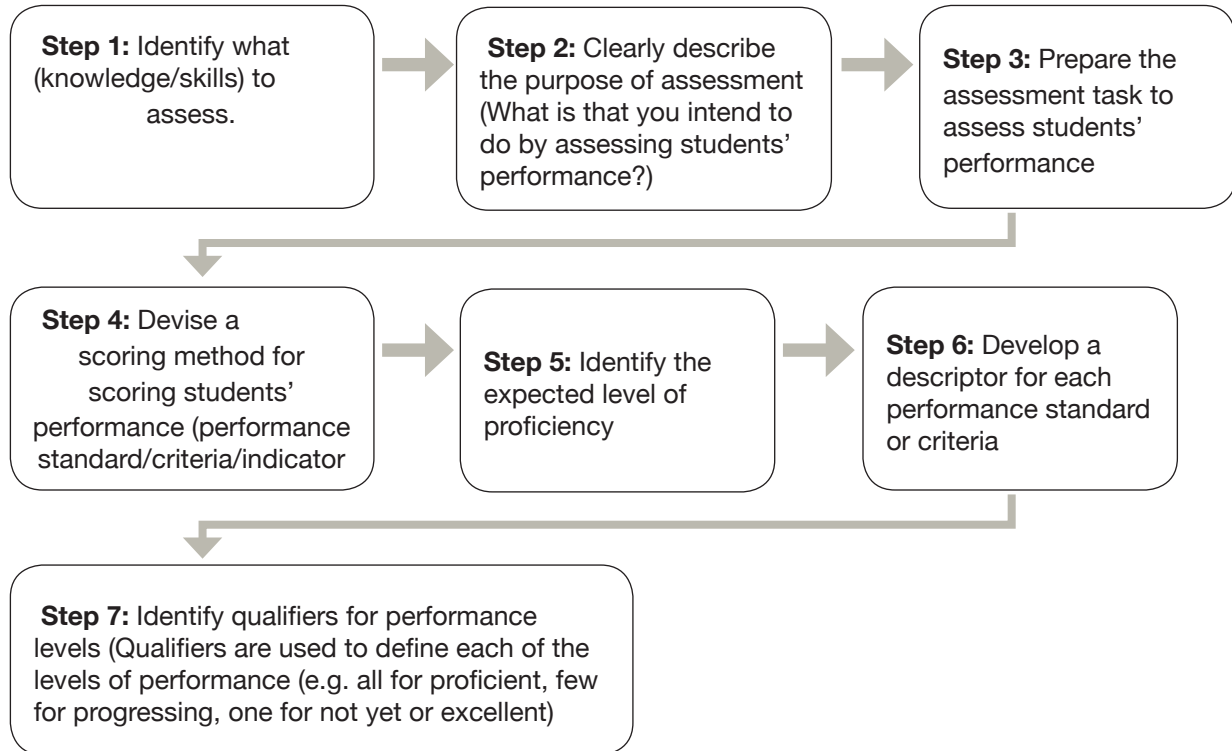 Step 1: Identify what
(knowledge/skills) to
assess.
Step 2: Clearly describe
the purpose of assessment
(What is that you intend to
do by assessing students’
performance?)
Step 3: Prepare the
assessment task to
assess students’
performance
Step 4: Devise a
scoring method for
scoring students’
performance (performance
standard/criteria/indicator
Step 5: Identify the
expected level of
proficiency
Step 6: Develop a
descriptor for each
performance standard
or criteria
Step 7: Identify qualifiers for performance
levels (Qualifiers are used to define each of the
levels of performance (e.g. all for proficient, few
for progressing, one for not yet or excellent)